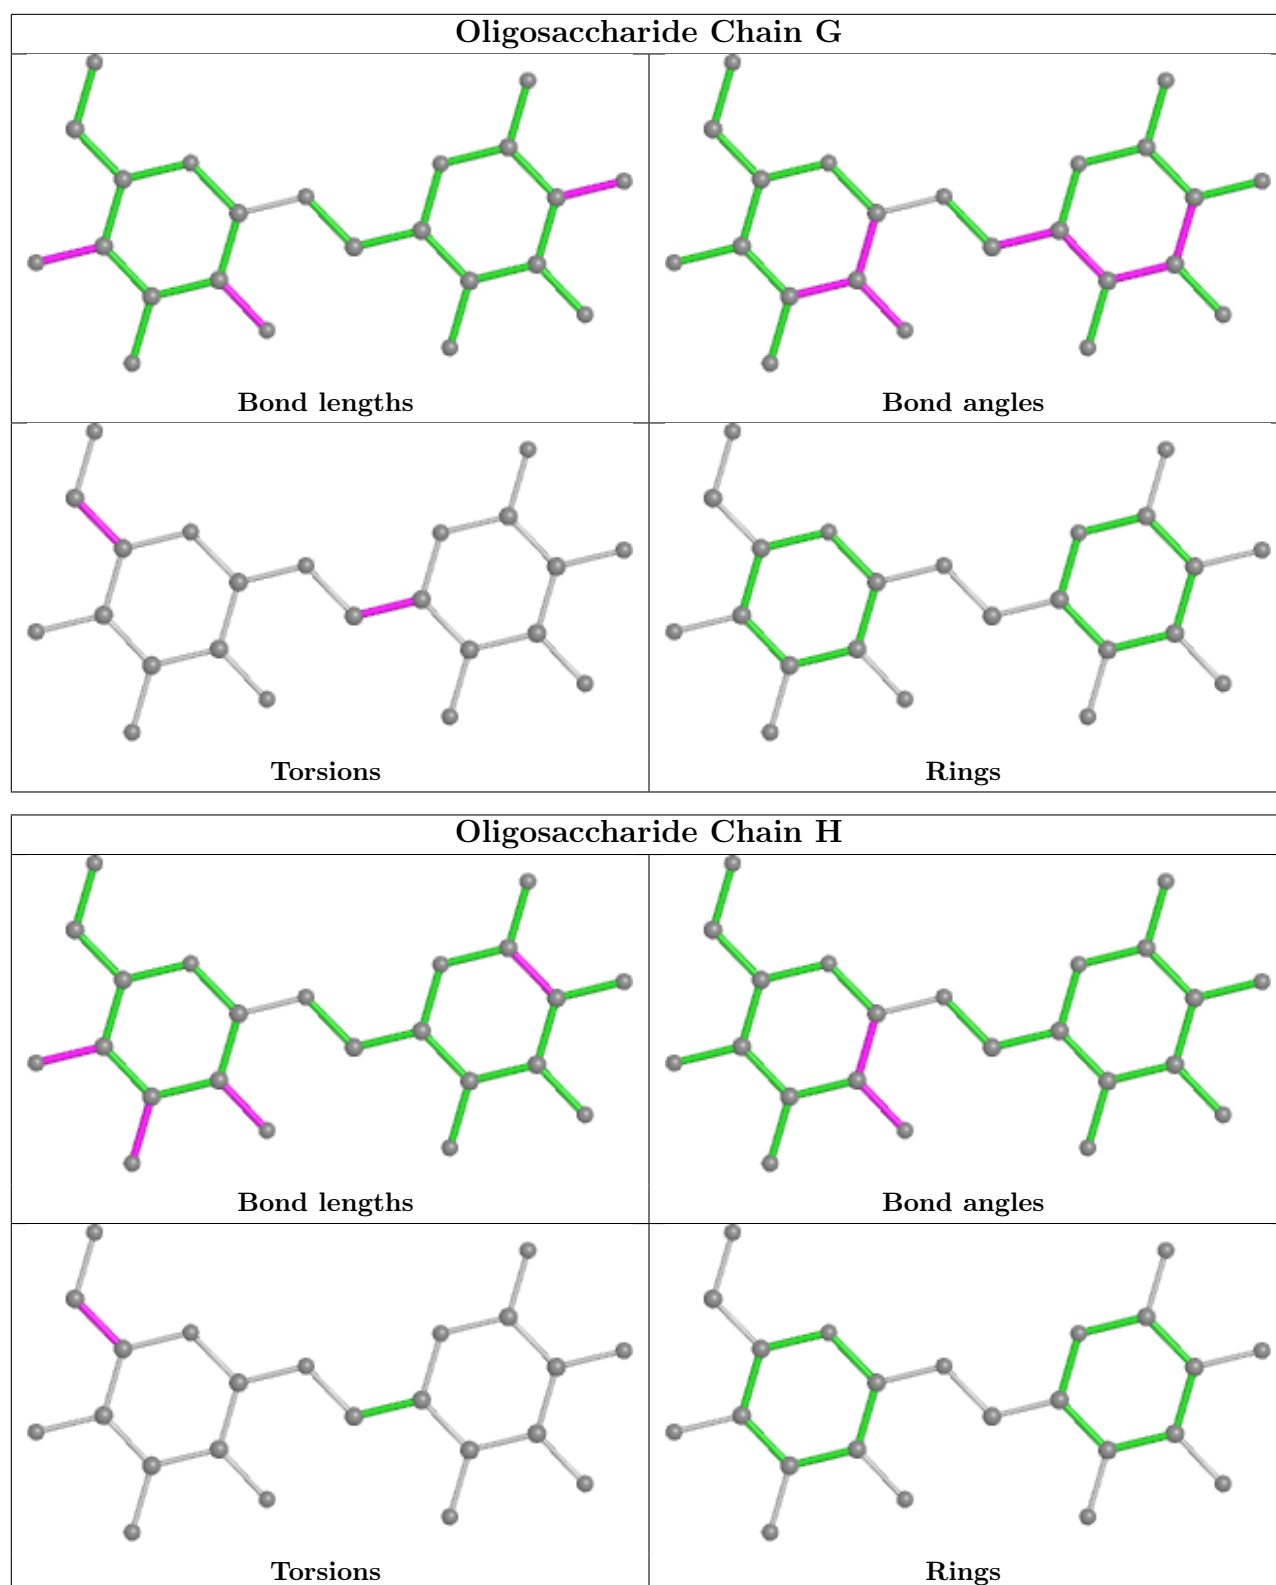 Oligosaccharide Chain G
Bond lengths
Bond angles
Torsions
Rings
Oligosaccharide Chain H
Bond lengths
Bond angles
Torsions
Rings